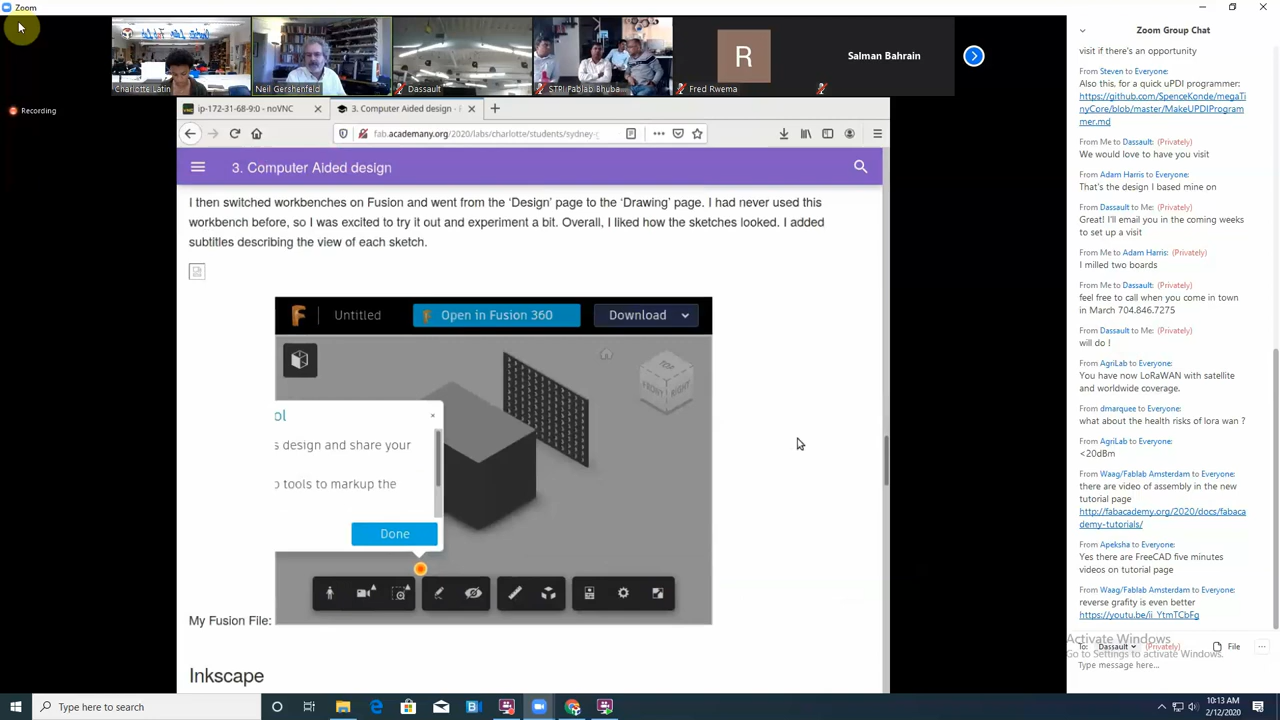 Zoom
Recording
Charlotte Latin
Neil Gershenfeld
Dassault
STPI Fablab Bhuba...
R
Fred Rwema
Salman Bahrain
ip-172-31-68-9:0 - noVNC
3. Computer Aided design -
fab.academany.org/2020/labs/charlotte/students/sydney-g
3. Computer Aided design
I then switched workbenches on Fusion and went from the ‘Design’ page to the ‘Drawing’ page. I had never used this
workbench before, so I was excited to try it out and experiment a bit. Overall, I liked how the sketches looked. I added
subtitles describing the view of each sketch.
Untitled
Open in Fusion 360
Download
TOP
FRONT
RIGHT
ol
s design and share your
o tools to markup the
Done
My Fusion File:
Inkscape
Zoom Group Chat
visit if there's an opportunity
From Steven to Everyone:
Also this, for a quick uPDI programmer:
https://github.com/SpenceKonde/megaTi
nyCore/blob/master/MakeUPDIProgram
mer.md
From Me to Dassault: (Privately)
We would love to have you visit
From Adam Harris to Everyone:
That's the design I based mine on
From Dassault to Me: (Privately)
Great! I'll email you in the coming weeks
to set up a visit
From Me to Adam Harris: (Privately)
I milled two boards
From Me to Dassault: (Privately)
feel free to call when you come in town
in March 704.846.7275
From Dassault to Me: (Privately)
will do !
From AgriLab to Everyone:
You have now LoRaWAN with satellite
and worldwide coverage.
From dmarquee to Everyone:
what about the health risks of lora wan ?
From AgriLab to Everyone:
<20dBm
From Waag/Fablab Amsterdam to Everyone:
there are video of assembly in the new
tutorial page
http://fabacademy.org/2020/docs/fabaca
demy-tutorials/
From Apeksha to Everyone:
Yes there are FreeCAD five minutes
videos on tutorial page
From Waag/Fablab Amsterdam to Everyone:
reverse grafity is even better
https://youtu.be/ii_YtmTCbFg
Activate Windows
To: Dassault (Privately) File
Go to Settings to activate Windows.
Type message here...
Type here to search
10:13 AM
2/12/2020